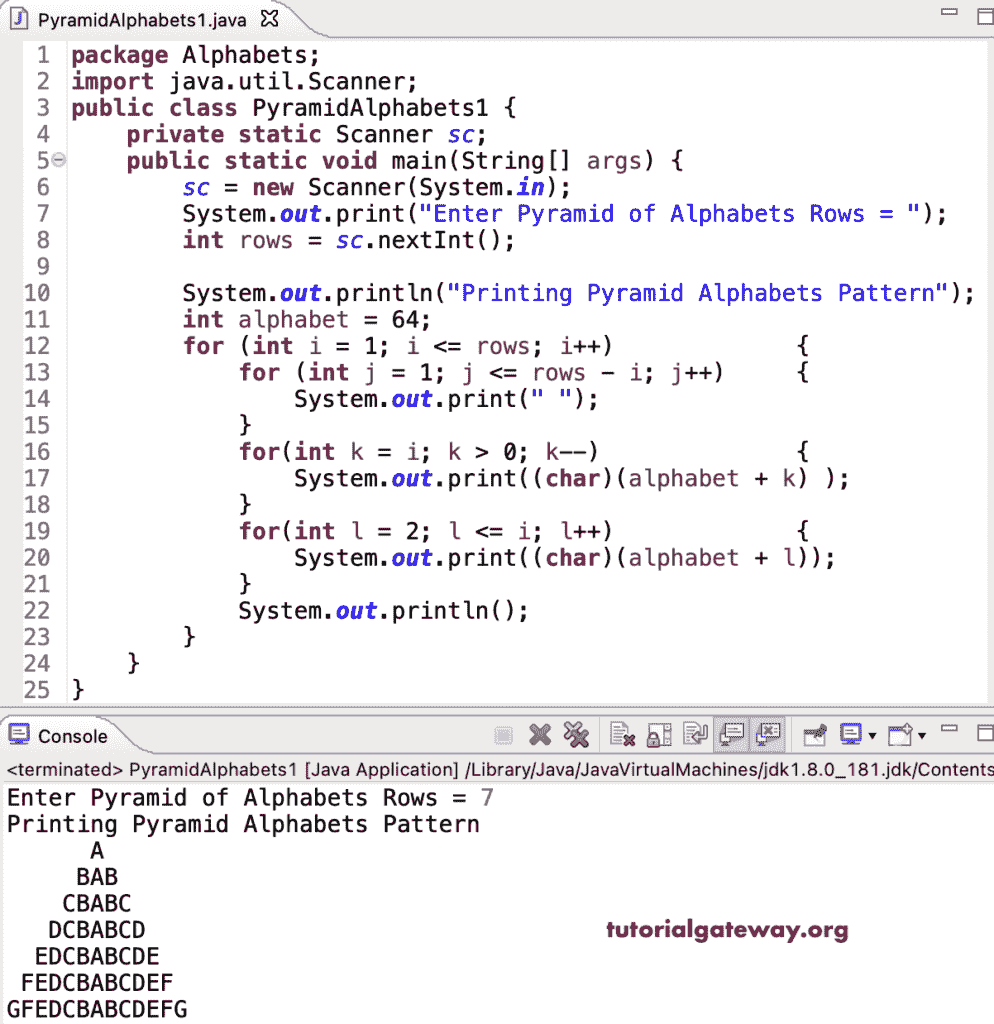 PyramidAlphabets1.java
1 package Alphabets;
2 import java.util.Scanner;
3 public class PyramidAlphabets1 {
4     private static Scanner sc;
5     public static void main(String[] args) {
6         sc = new Scanner(System.in);
7         System.out.print("Enter Pyramid of Alphabets Rows = ");
8         int rows = sc.nextInt();
9
10         System.out.println("Printing Pyramid Alphabets Pattern");
11         int alphabet = 64;
12         for (int i = 1; i <= rows; i++)             {
13             for (int j = 1; j <= rows - i; j++)     {
14                 System.out.print(" ");
15             }
16             for(int k = i; k > 0; k--)              {
17                 System.out.print((char)(alphabet + k) );
18             }
19             for(int l = 2; l <= i; l++)             {
20                 System.out.print((char)(alphabet + l));
21             }
22             System.out.println();
23         }
24     }
25 }
Console
<terminated> PyramidAlphabets1 [Java Application] /Library/Java/JavaVirtualMachines/jdk1.8.0_181.jdk/Contents
Enter Pyramid of Alphabets Rows = 7
Printing Pyramid Alphabets Pattern
      A
     BAB
    CBABC
   DCBABCD
tutorialgateway.org
  EDCBABCDE
 FEDCBABCDEF
GFEDCBABCDEFG